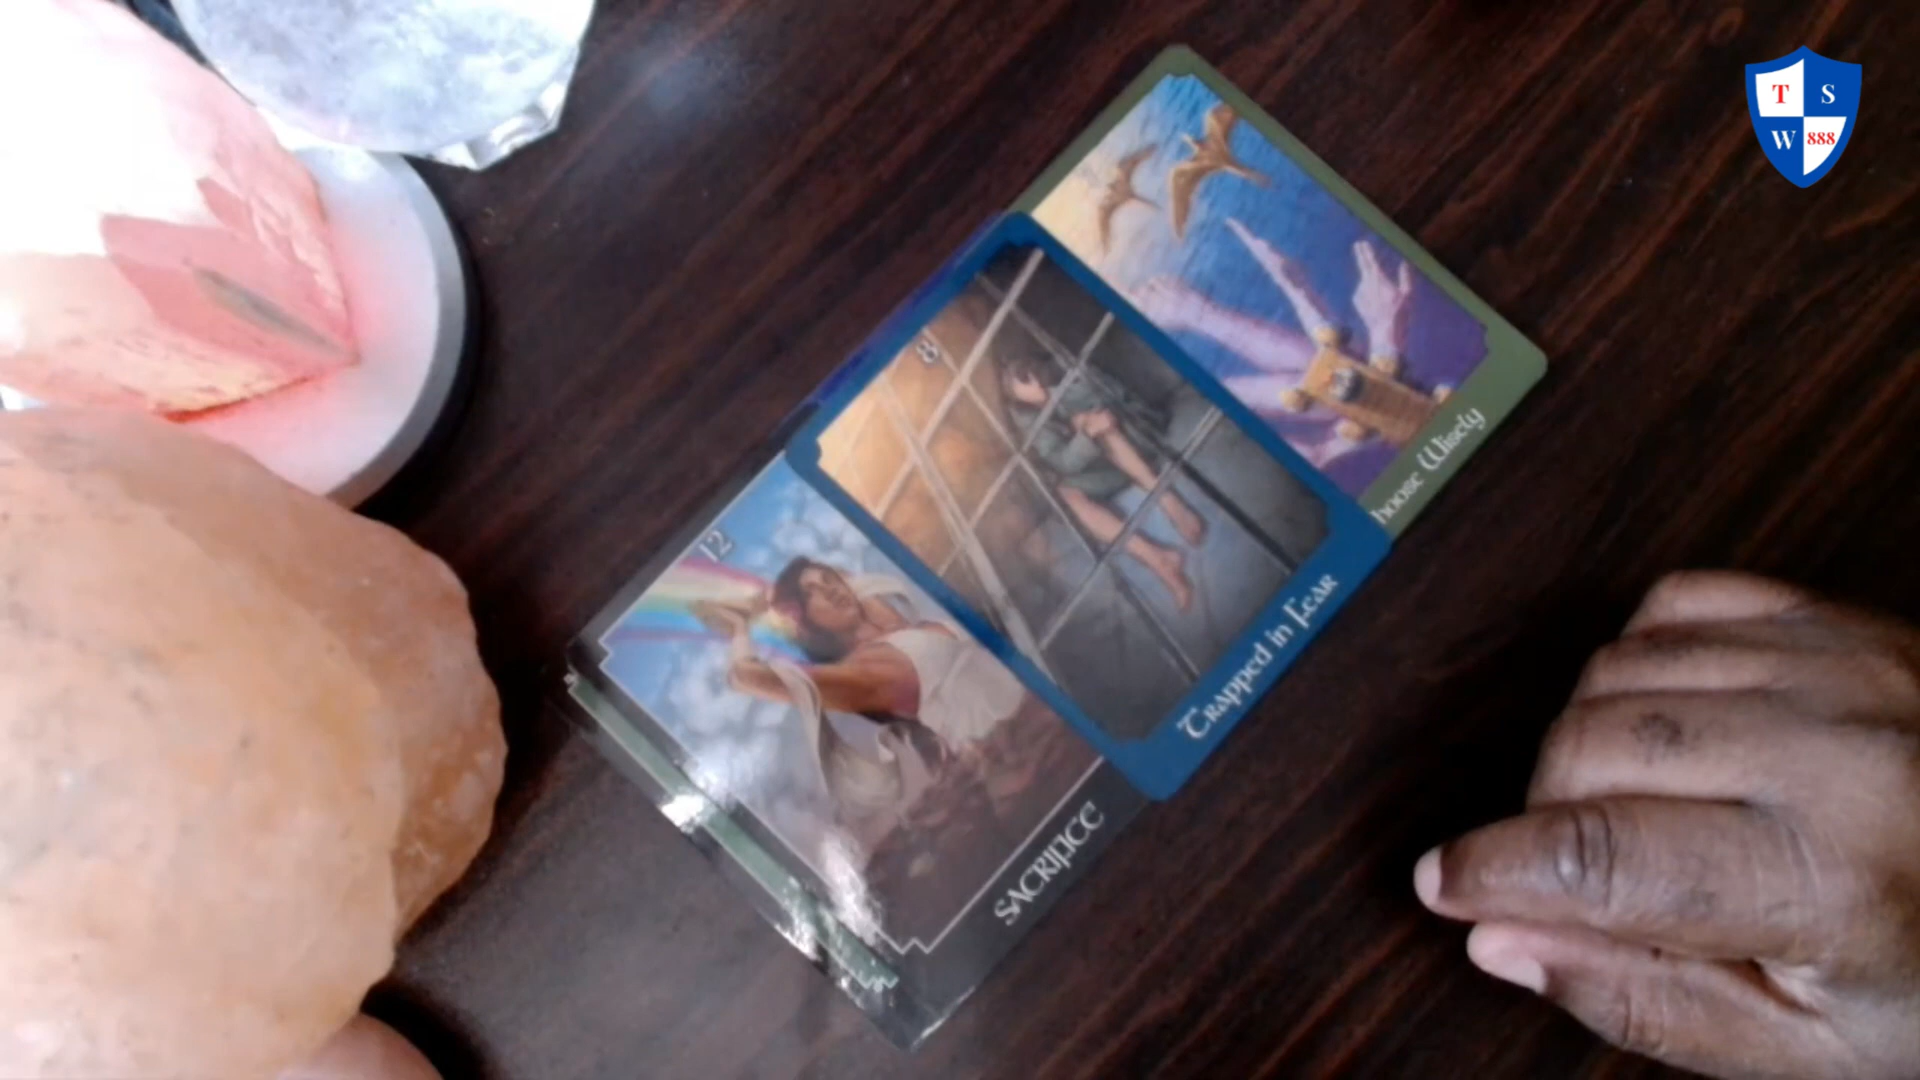 T S
W 888
hoose Wisely
8
Trapped in Fear
12
SACRIFICE